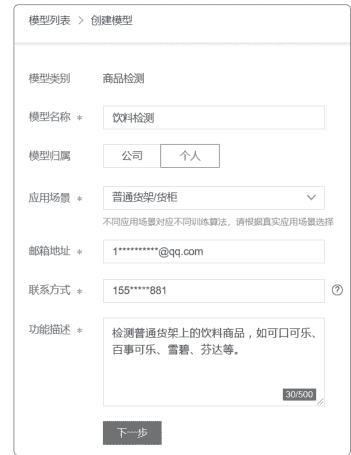 模型列表 > 创建模型
模型类别 商品检测
模型名称 * 饮料检测
模型归属 公司 个人
应用场景 * 普通货架/货柜
不同应用场景对应不同训练算法，请根据真实应用场景选择
邮箱地址 * 1**********@qq.com
联系方式 * 155*****881
功能描述 * 检测普通货架上的饮料商品，如可口可乐、
百事可乐、雪碧、芬达等。
30/500
下一步